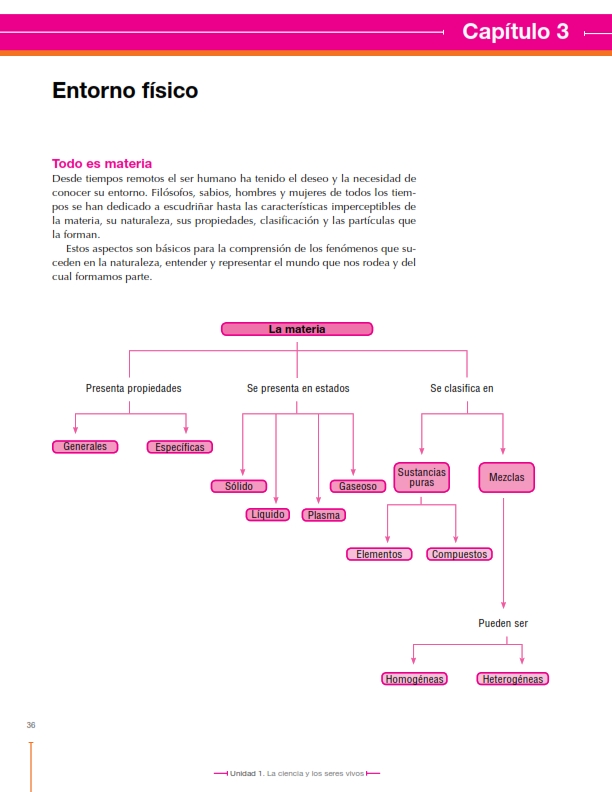 Capítulo 3
Entorno físico
Todo es materia
Desde tiempos remotos el ser humano ha tenido el deseo y la necesidad de
conocer su entorno. Filósofos, sabios, hombres y mujeres de todos los tiem-
pos se han dedicado a escudriñar hasta las características imperceptibles de
la materia, su naturaleza, sus propiedades, clasificación y las partículas que
la forman.
Estos aspectos son básicos para la comprensión de los fenómenos que su-
ceden en la naturaleza, entender y representar el mundo que nos rodea y del
cual formamos parte.
La materia
Presenta propiedades
Se presenta en estados
Se clasifica en
Generales
Específicas
Sólido
Líquido
Plasma
Gaseoso
Sustancias
puras
Mezclas
Elementos
Compuestos
Pueden ser
Homogéneas
Heterogéneas
36
Unidad 1. La ciencia y los seres vivos